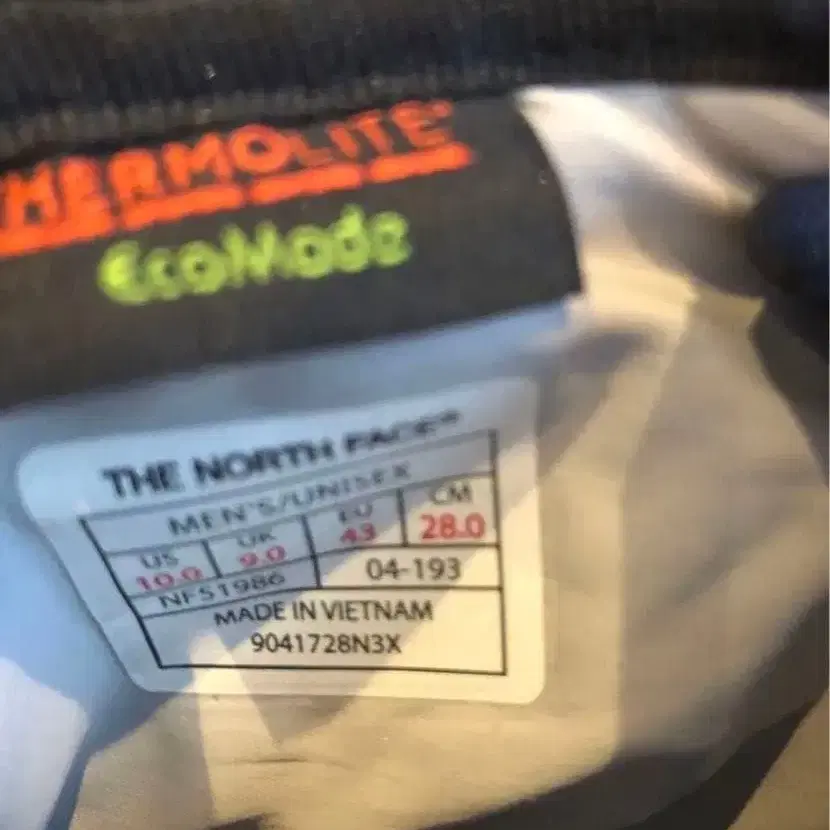 THERMOLITE®
EcoMade
THE NORTH FACE®
MEN'S/UNISEX
US UK EU CM
10.0 9.0 43 28.0
NF51986 04-193
MADE IN VIETNAM
9041728N3X